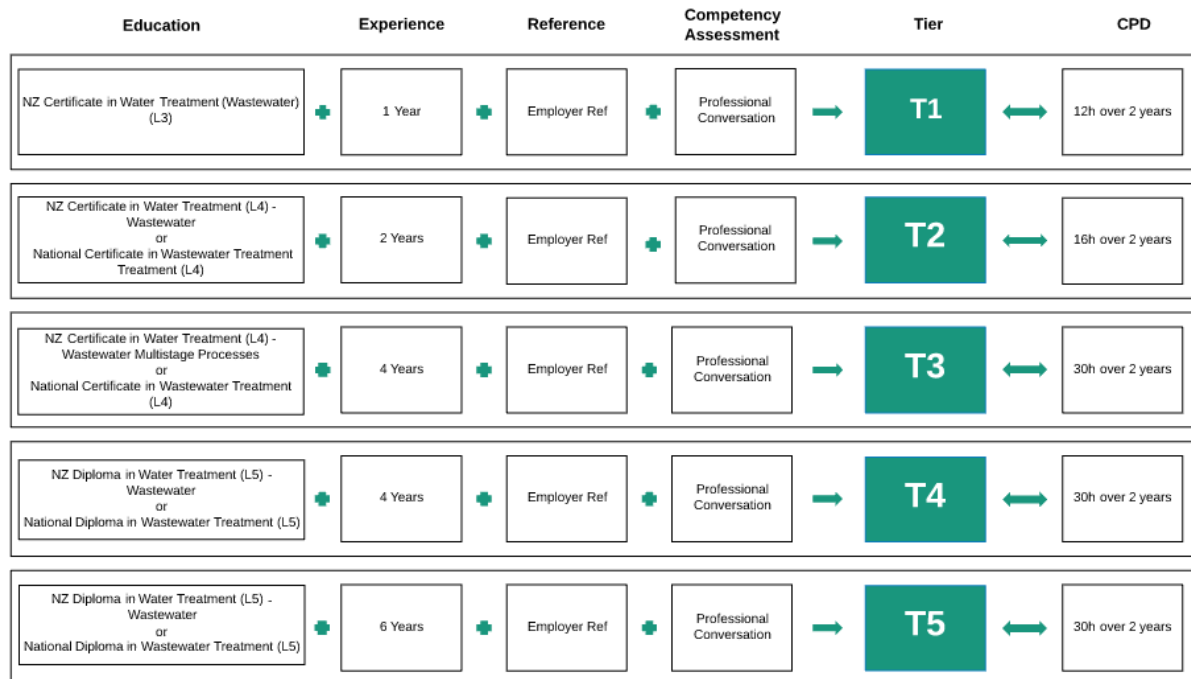 Education
Experience
Reference
Competency
Assessment
Tier
CPD
NZ Certificate in Water Treatment (Wastewater)
(L3)
1 Year
Employer Ref
Professional
Conversation
T1
12h over 2 years
NZ Certificate in Water Treatment (L4) -
Wastewater
or
National Certificate in Wastewater Treatment
Treatment (L4)
2 Years
Employer Ref
Professional
Conversation
T2
16h over 2 years
NZ Certificate in Water Treatment (L4) -
Wastewater Multistage Processes
or
National Certificate in Wastewater Treatment
(L4)
4 Years
Employer Ref
Professional
Conversation
T3
30h over 2 years
NZ Diploma in Water Treatment (L5) -
Wastewater
or
National Diploma in Wastewater Treatment (L5)
4 Years
Employer Ref
Professional
Conversation
T4
30h over 2 years
NZ Diploma in Water Treatment (L5) -
Wastewater
or
National Diploma in Wastewater Treatment (L5)
6 Years
Employer Ref
Professional
Conversation
T5
30h over 2 years